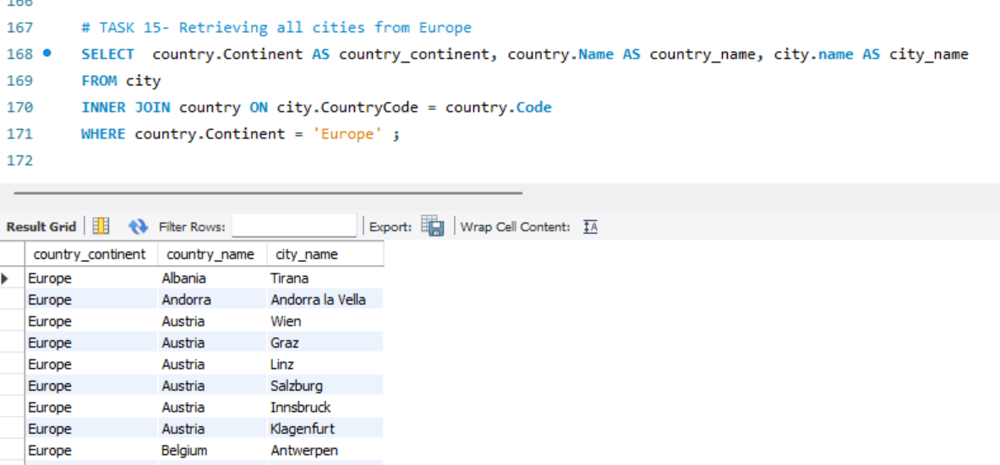 166
167 # TASK 15- Retrieving all cities from Europe
168 SELECT country.Continent AS country_continent, country.Name AS country_name, city.name AS city_name
169 FROM city
170 INNER JOIN country ON city.CountryCode = country.Code
171 WHERE country.Continent = 'Europe' ;
172
Result Grid Filter Rows: Export: Wrap Cell Content: IA
country_continent country_name city_name
Europe Albania Tirana
Europe Andorra Andorra la Vella
Europe Austria Wien
Europe Austria Graz
Europe Austria Linz
Europe Austria Salzburg
Europe Austria Innsbruck
Europe Austria Klagenfurt
Europe Belgium Antwerpen